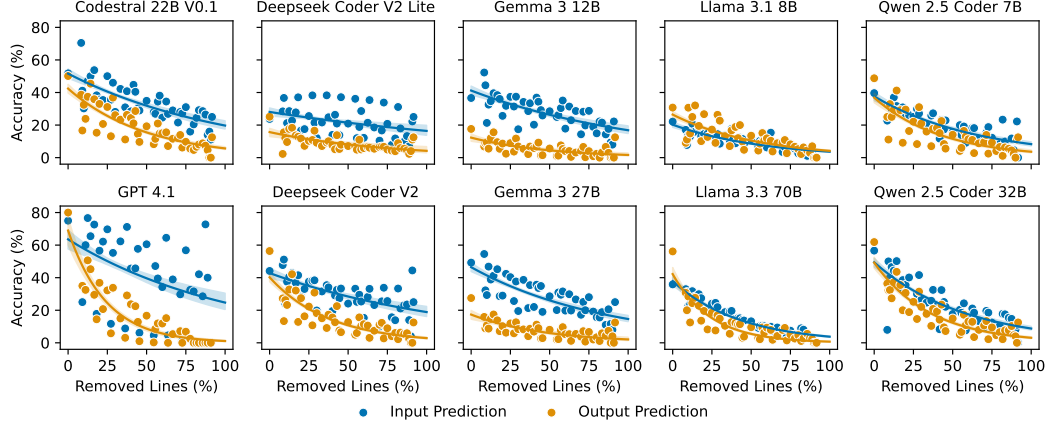 Codestral 22B V0.1
Deepseek Coder V2 Lite
Gemma 3 12B
Llama 3.1 8B
Qwen 2.5 Coder 7B
Accuracy (%)
80
60
40
20
0
GPT 4.1
Deepseek Coder V2
Gemma 3 27B
Llama 3.3 70B
Qwen 2.5 Coder 32B
Accuracy (%)
80
60
40
20
0
0 25 50 75 100
0 25 50 75 100
0 25 50 75 100
0 25 50 75 100
0 25 50 75 100
Removed Lines (%)
Removed Lines (%)
Removed Lines (%)
Removed Lines (%)
Removed Lines (%)
Input Prediction
Output Prediction